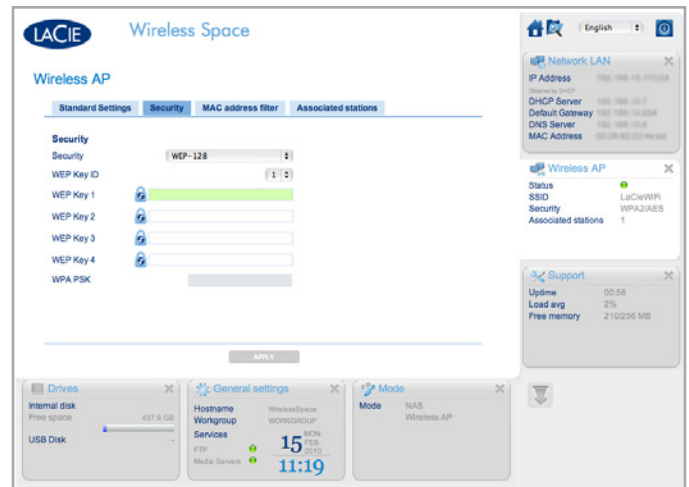 LACIE
Wireless Space
English
Wireless AP
Standard Settings Security MAC address filter Associated stations
Security
Security WEP-128
WEP Key ID 1
WEP Key 1
WEP Key 2
WEP Key 3
WEP Key 4
WPA PSK
APPLY
Network LAN
IP Address
Obtained by DHCP
DHCP Server
Default Gateway
DNS Server
MAC Address
Wireless AP
Status
SSID LaCieWiFi
Security WPA2/AES
Associated stations 1
Support
Uptime 00:58
Load avg 2%
Free memory 210/256 MB
Drives
Internal disk
Free space 437.9 GB
USB Disk -
General settings
Hostname WirelessSpace
Workgroup WORKGROUP
Services
FTP
Media Servers
15 MON. FEB. 2010
11:19
Mode
Mode NAS
Wireless AP